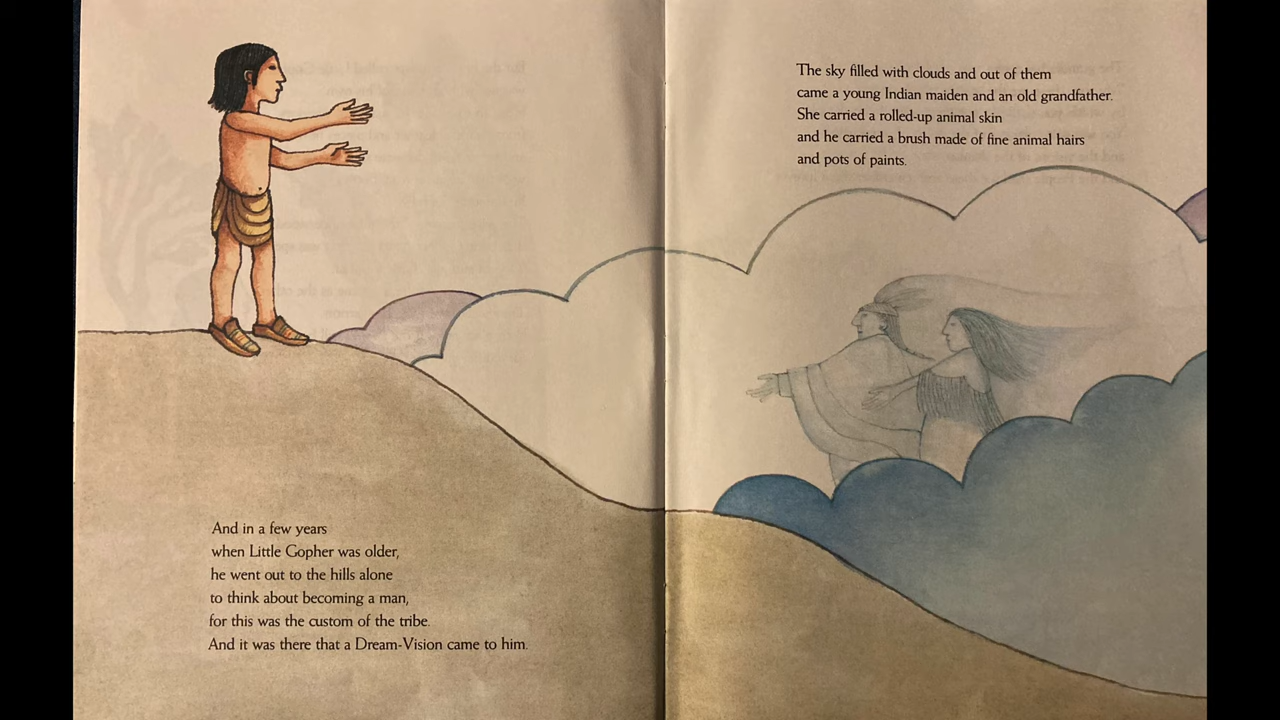 And in a few years
when Little Gopher was older,
he went out to the hills alone
to think about becoming a man,
for this was the custom of the tribe.
And it was there that a Dream-Vision came to him.
The sky filled with clouds and out of them
came a young Indian maiden and an old grandfather.
She carried a rolled-up animal skin
and he carried a brush made of fine animal hairs
and pots of paints.